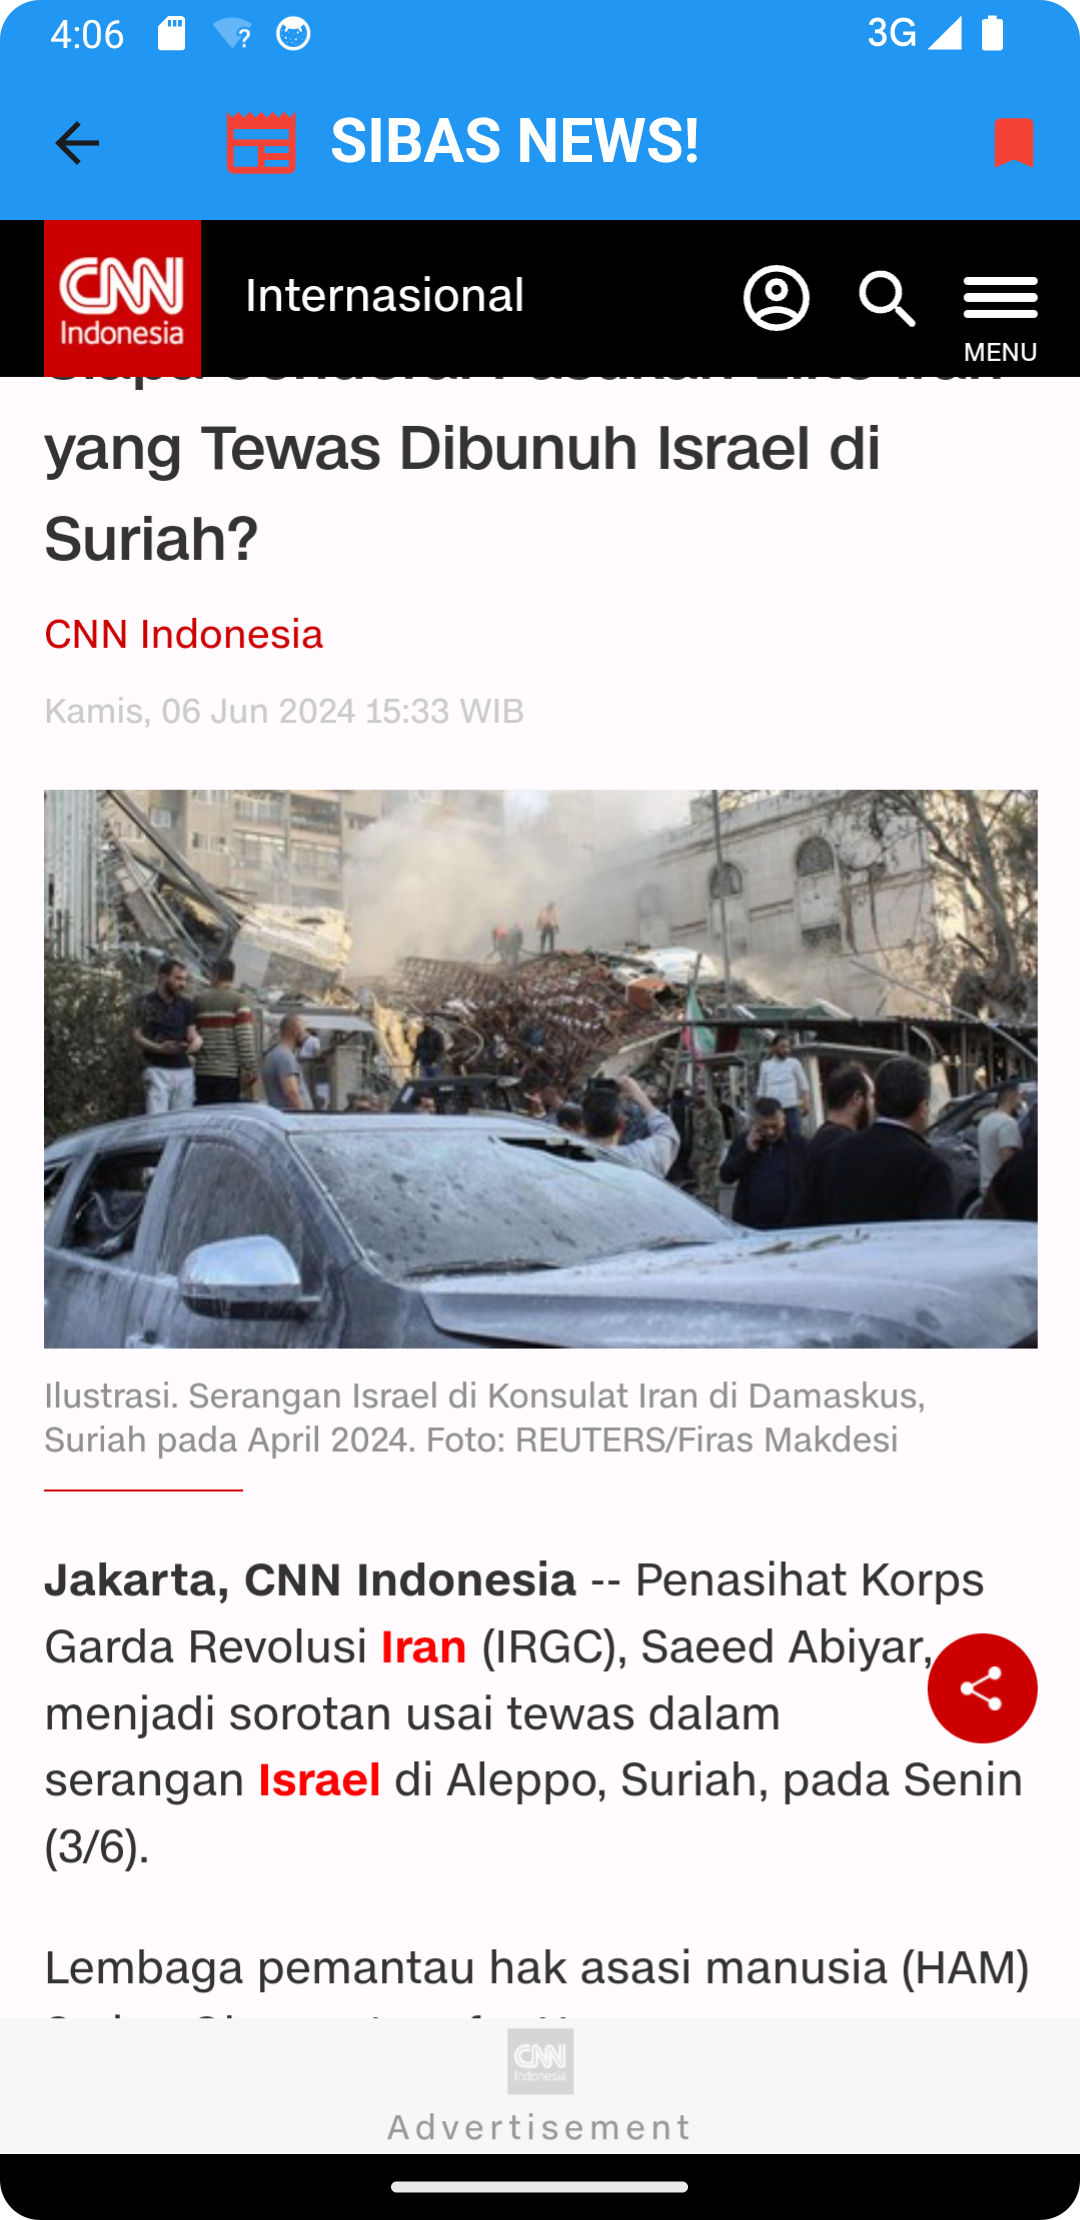 4:06
3G
SIBAS NEWS!
CNN
Indonesia
Internasional
MENU
yang Tewas Dibunuh Israel di
Suriah?
CNN Indonesia
Kamis, 06 Jun 2024 15:33 WIB
Ilustrasi. Serangan Israel di Konsulat Iran di Damaskus,
Suriah pada April 2024. Foto: REUTERS/Firas Makdesi
Jakarta, CNN Indonesia -- Penasihat Korps
Garda Revolusi Iran (IRGC), Saeed Abiyar,
menjadi sorotan usai tewas dalam
serangan Israel di Aleppo, Suriah, pada Senin
(3/6).
Lembaga pemantau hak asasi manusia (HAM)
CNN
Indonesia
Advertisement